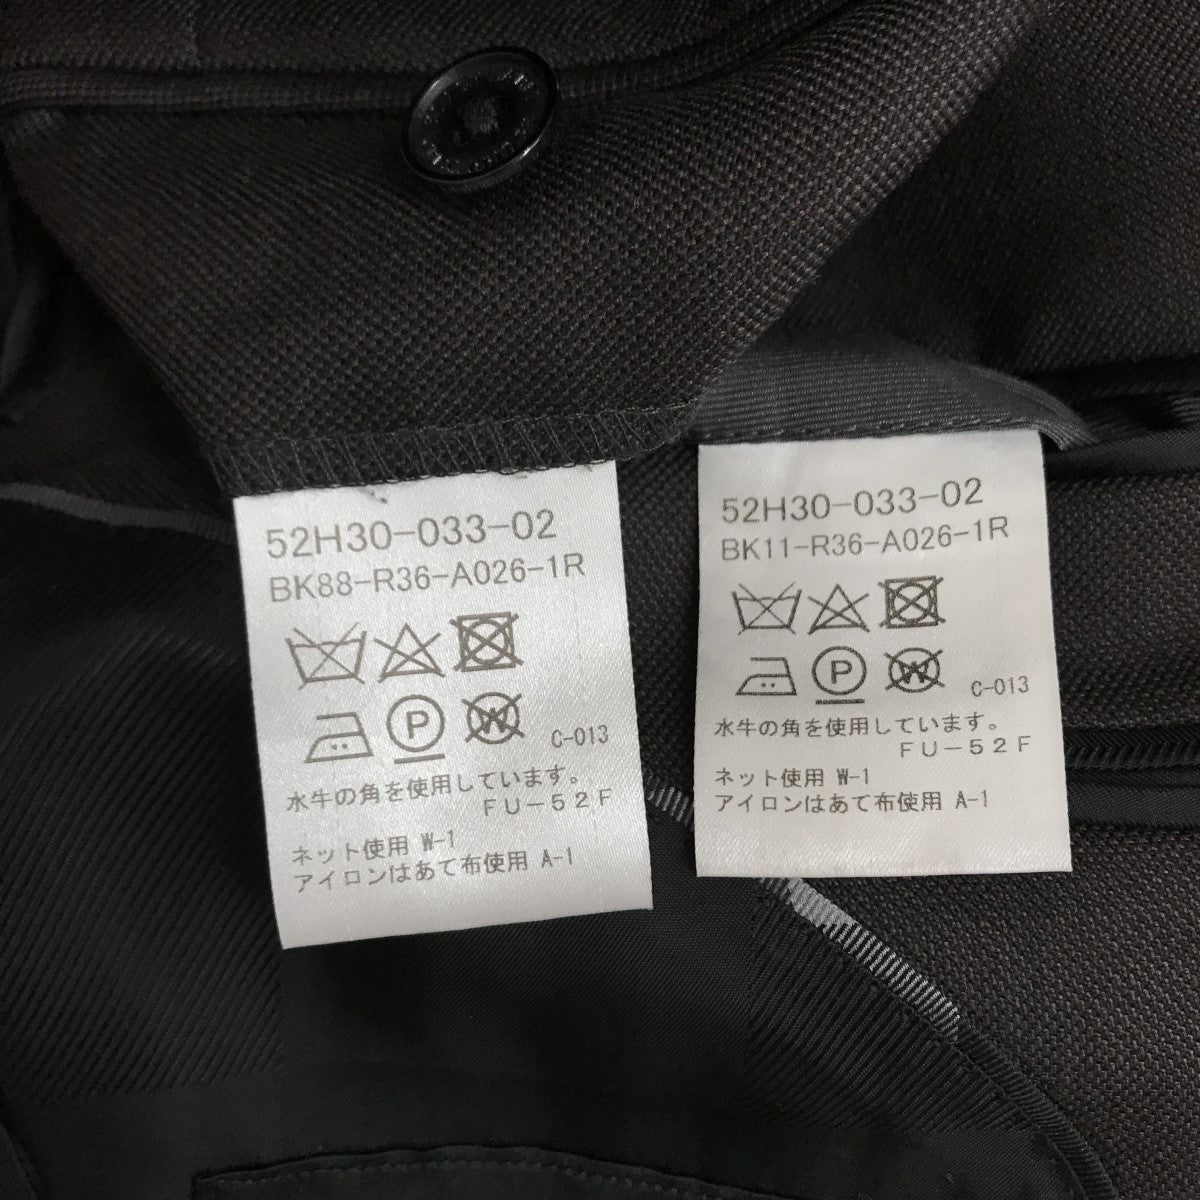 52H30-033-02
BK88-R36-A026-1R
P
W
C-013
水牛の角を使用しています。
FU-52F
ネット使用 W-1
アイロンはあて布使用 A-1
52H30-033-02
BK11-R36-A026-1R
P
W
C-013
水牛の角を使用しています。
FU-52F
ネット使用 W-1
アイロンはあて布使用 A-1